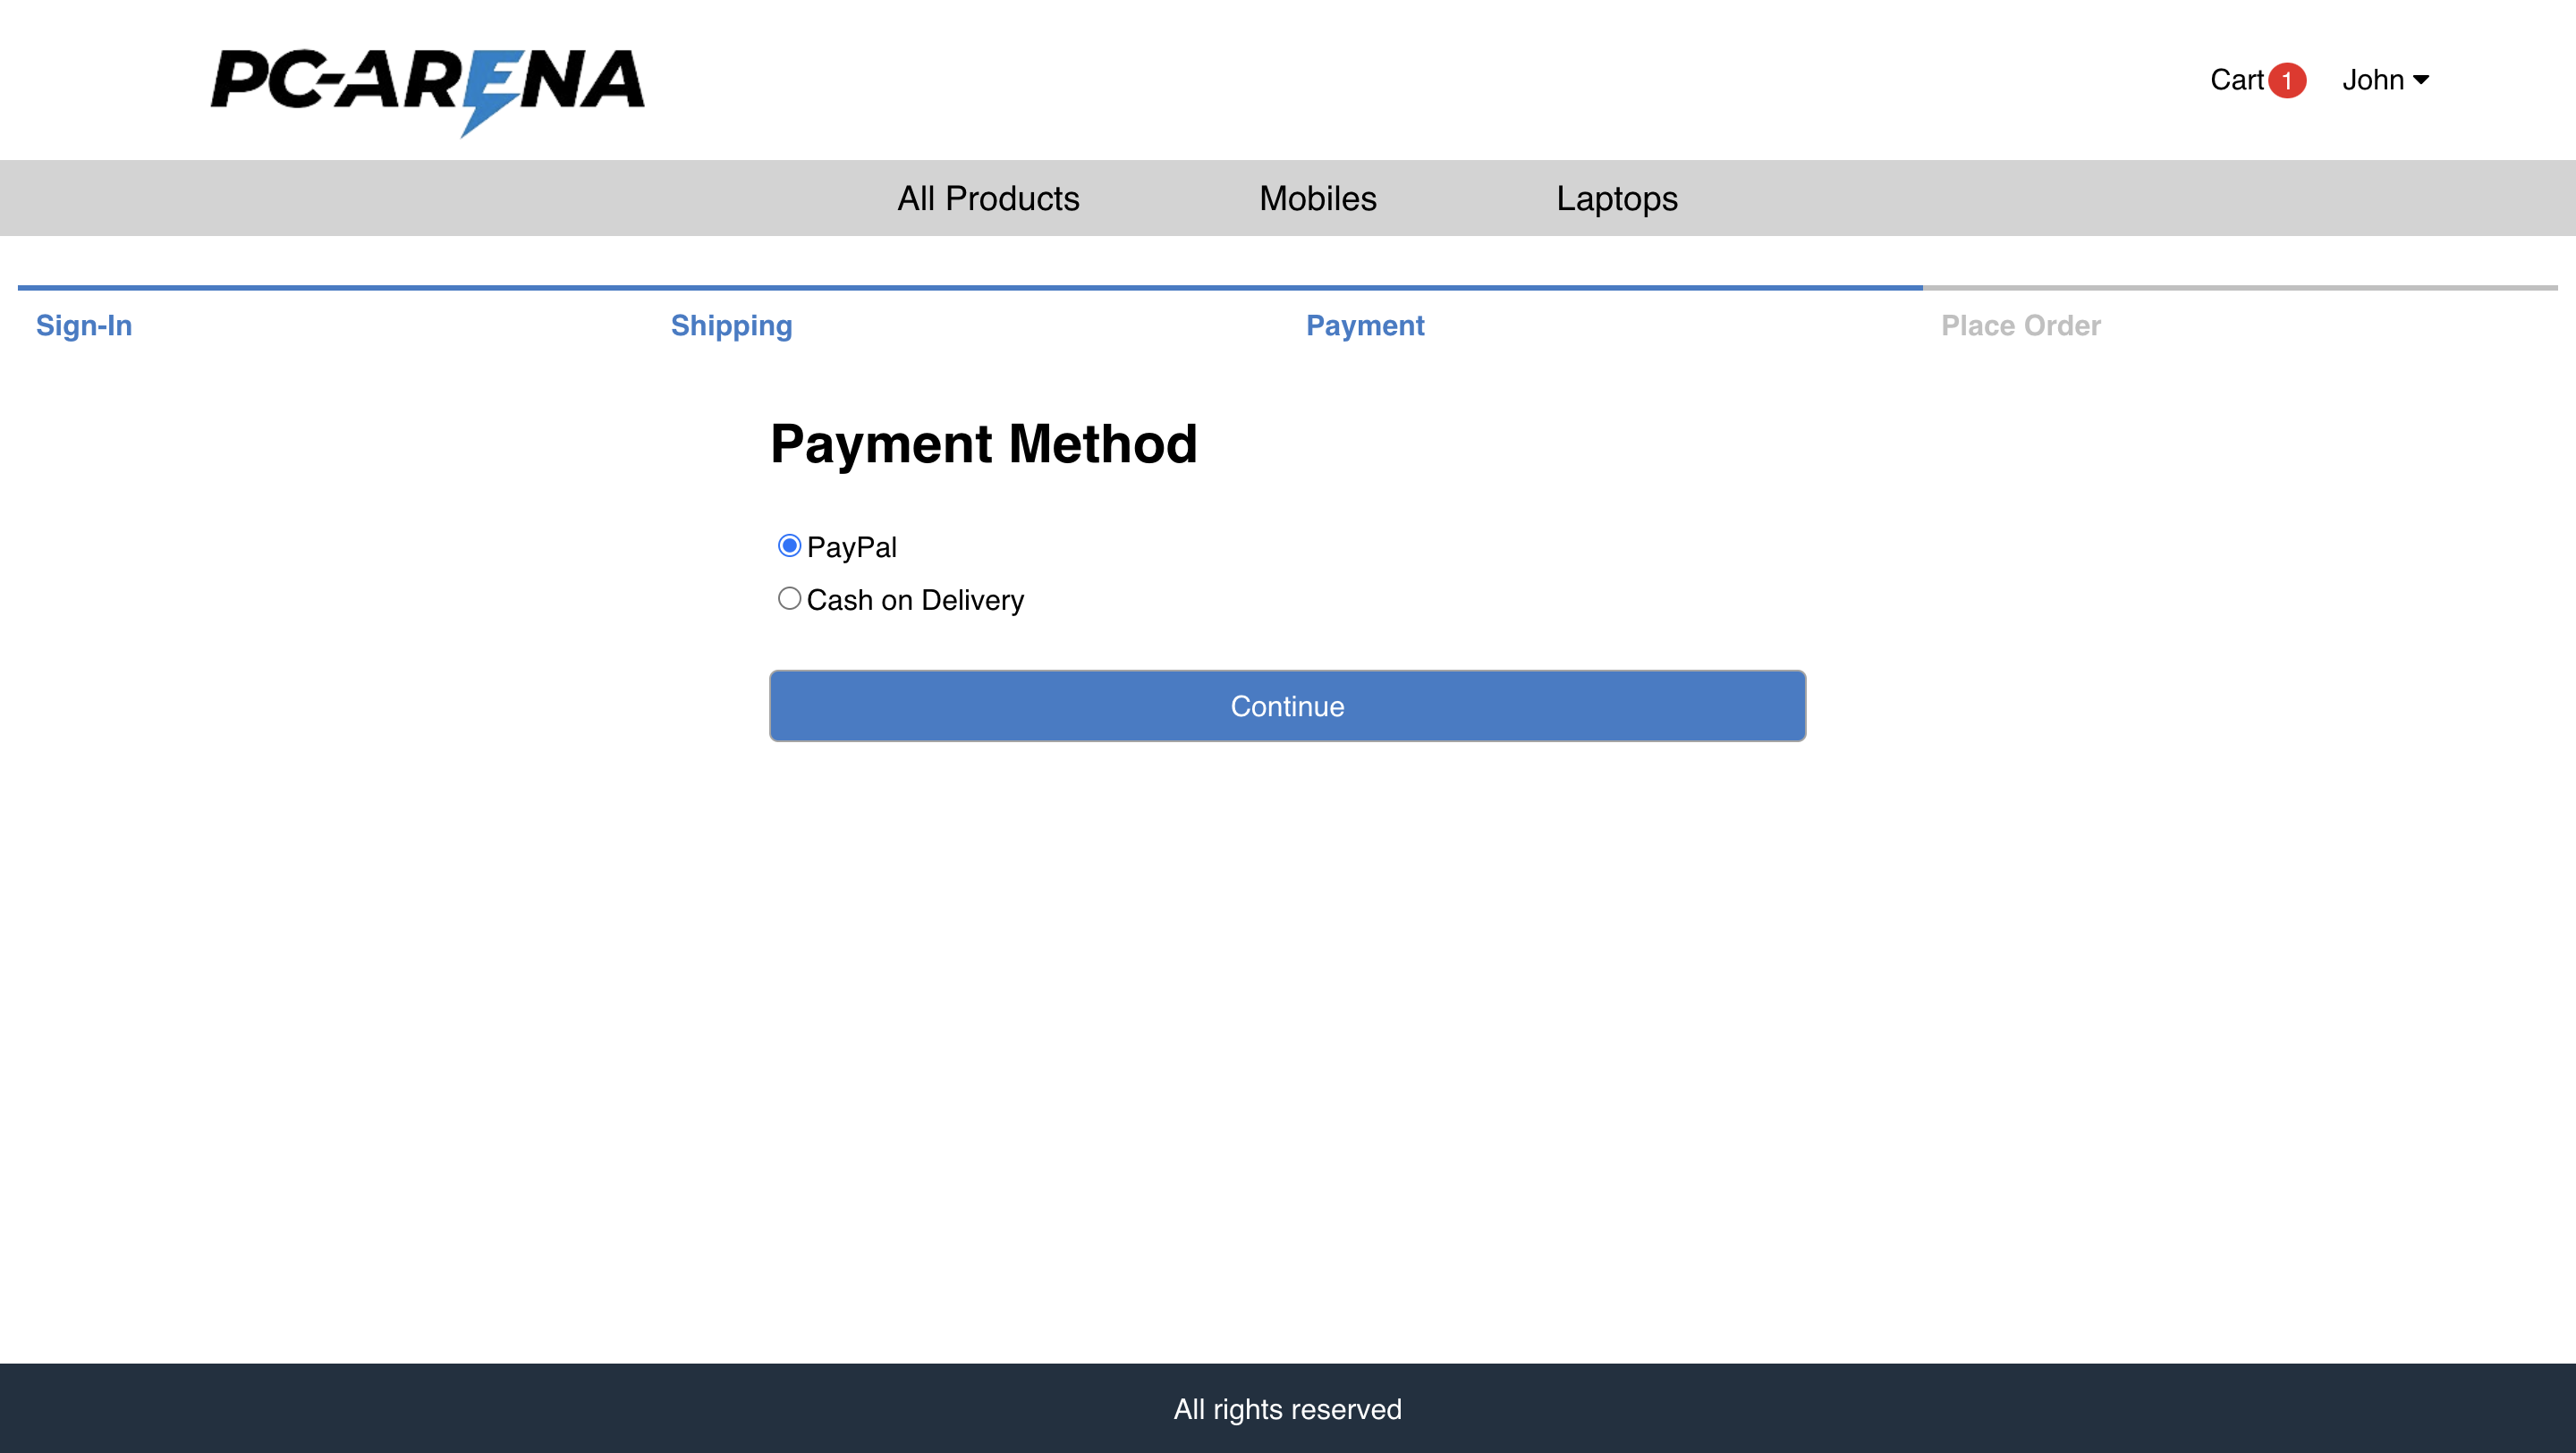 PC-ARENA
Cart 1 John
All Products Mobiles Laptops
Sign-In Shipping Payment Place Order
Payment Method
PayPal
Cash on Delivery
Continue
All rights reserved